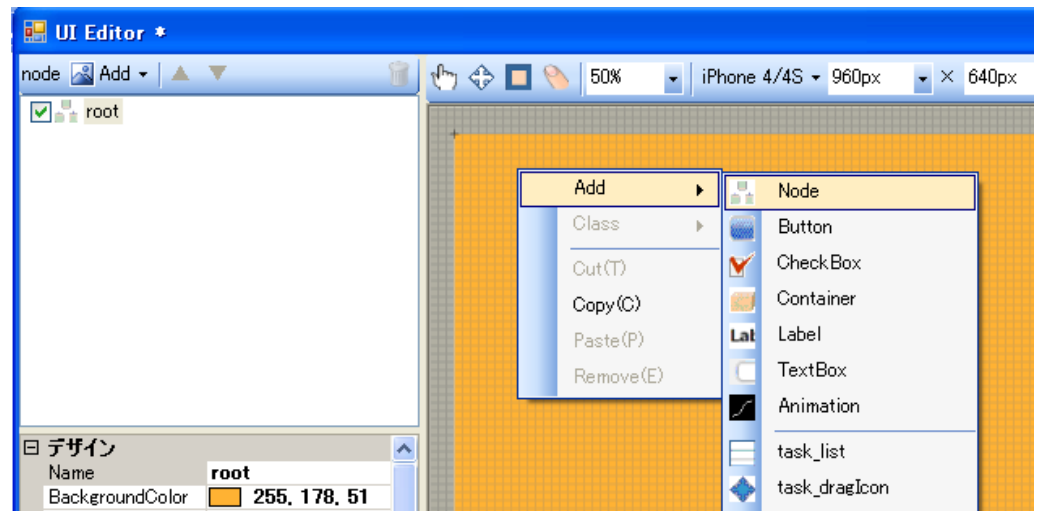 UI Editor *
node Add
50% iPhone 4/4S 960px × 640px
root
Add
Class
Cut(T)
Copy(C)
Paste(P)
Remove(E)
Node
Button
CheckBox
Container
Lab Label
TextBox
Animation
task_list
task_dragIcon
デザイン
Name root
BackgroundColor 255, 178, 51